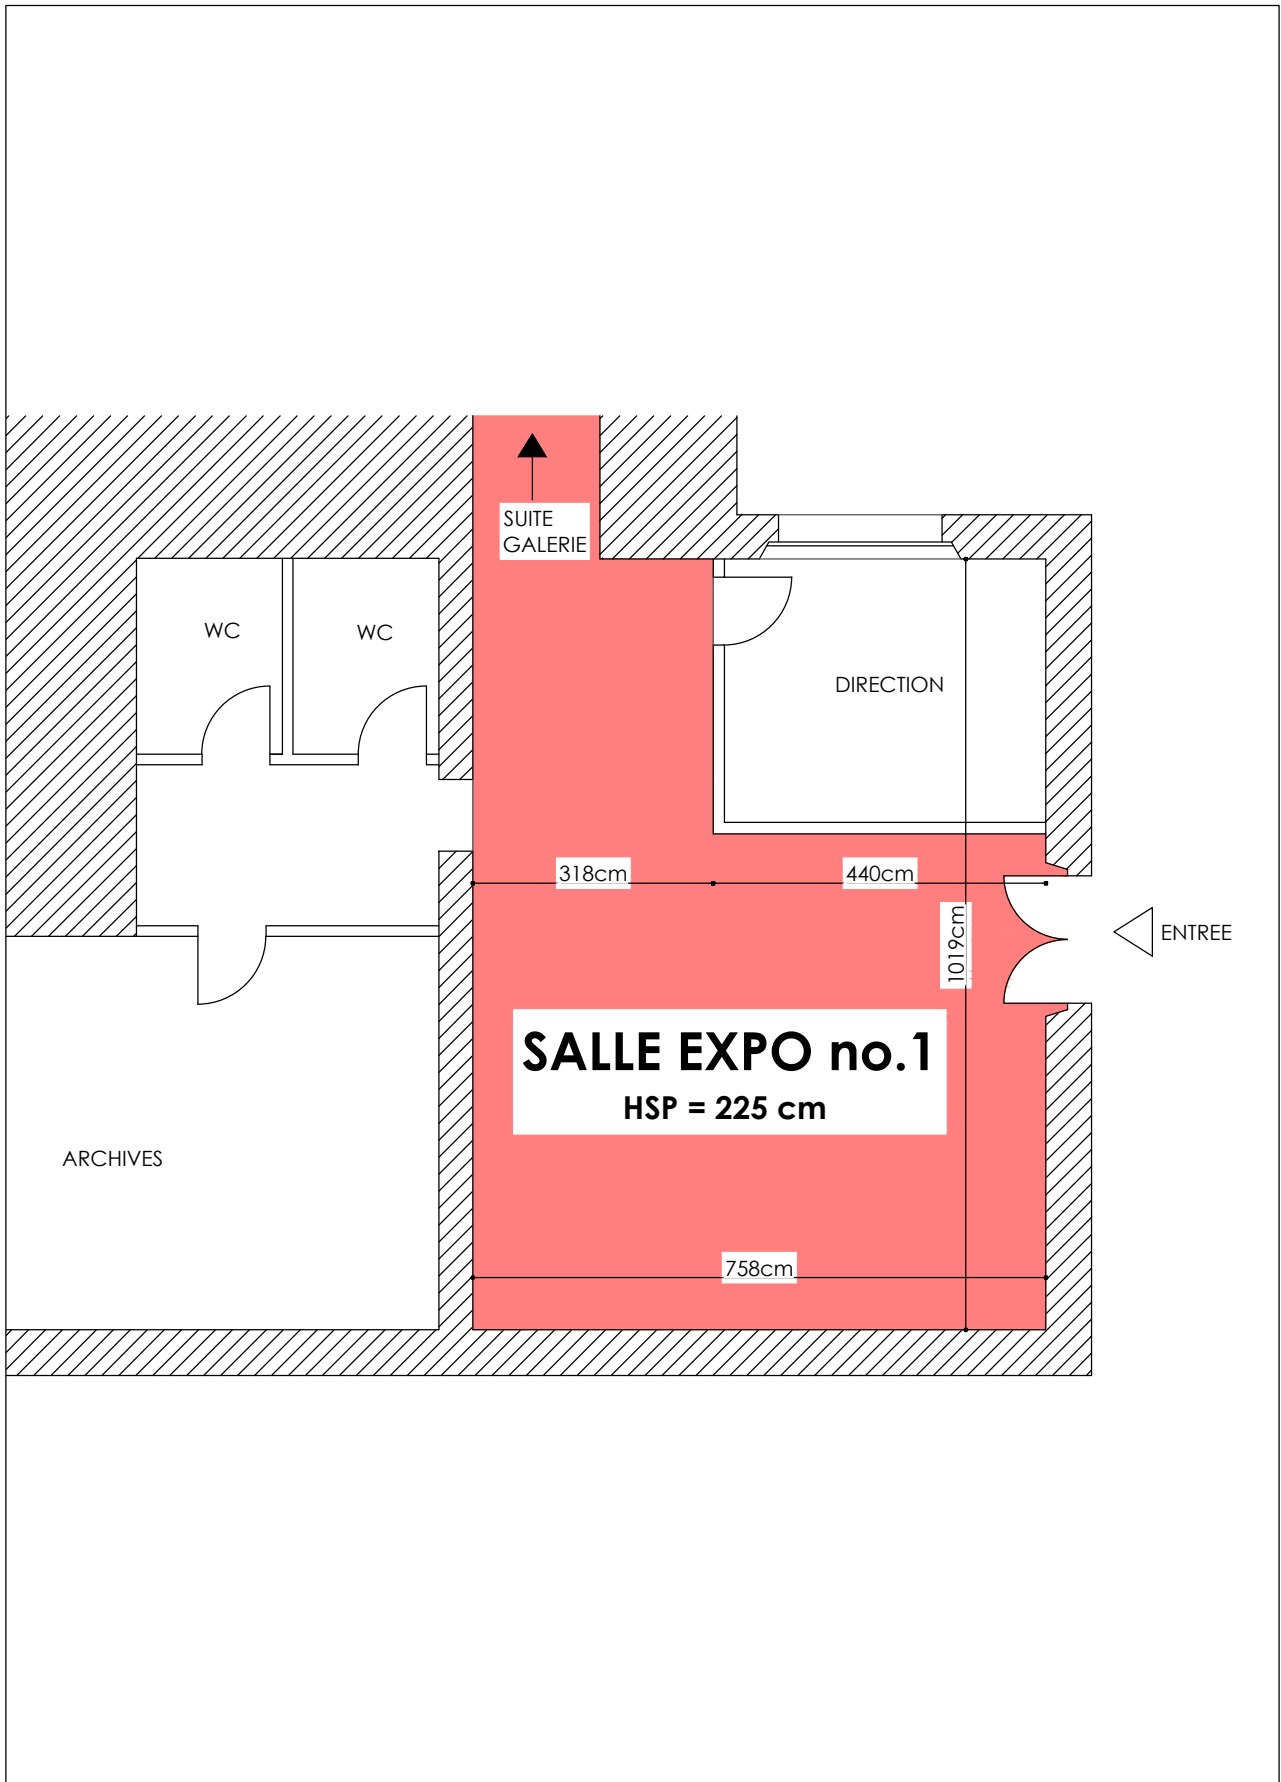 SUITE
GALERIE
WC
WC
DIRECTION
318cm
440cm
1019cm
ENTREE
SALLE EXPO no.1
HSP = 225 cm
ARCHIVES
758cm